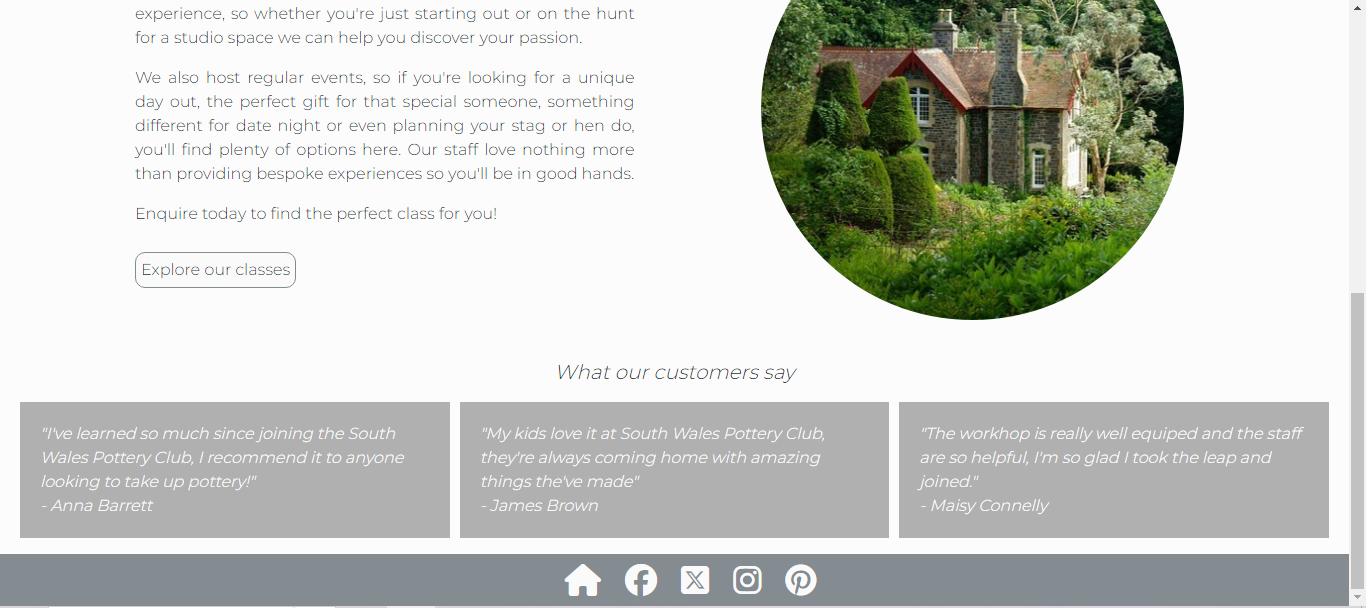 experience, so whether you're just starting out or on the hunt
for a studio space we can help you discover your passion.
We also host regular events, so if you're looking for a unique
day out, the perfect gift for that special someone, something
different for date night or even planning your stag or hen do,
you'll find plenty of options here. Our staff love nothing more
than providing bespoke experiences so you'll be in good hands.
Enquire today to find the perfect class for you!
Explore our classes
What our customers say
"I've learned so much since joining the South
Wales Pottery Club, I recommend it to anyone
looking to take up pottery!"
- Anna Barrett
"My kids love it at South Wales Pottery Club,
they're always coming home with amazing
things the've made"
- James Brown
"The workhop is really well equiped and the staff
are so helpful, I'm so glad I took the leap and
joined."
- Maisy Connelly